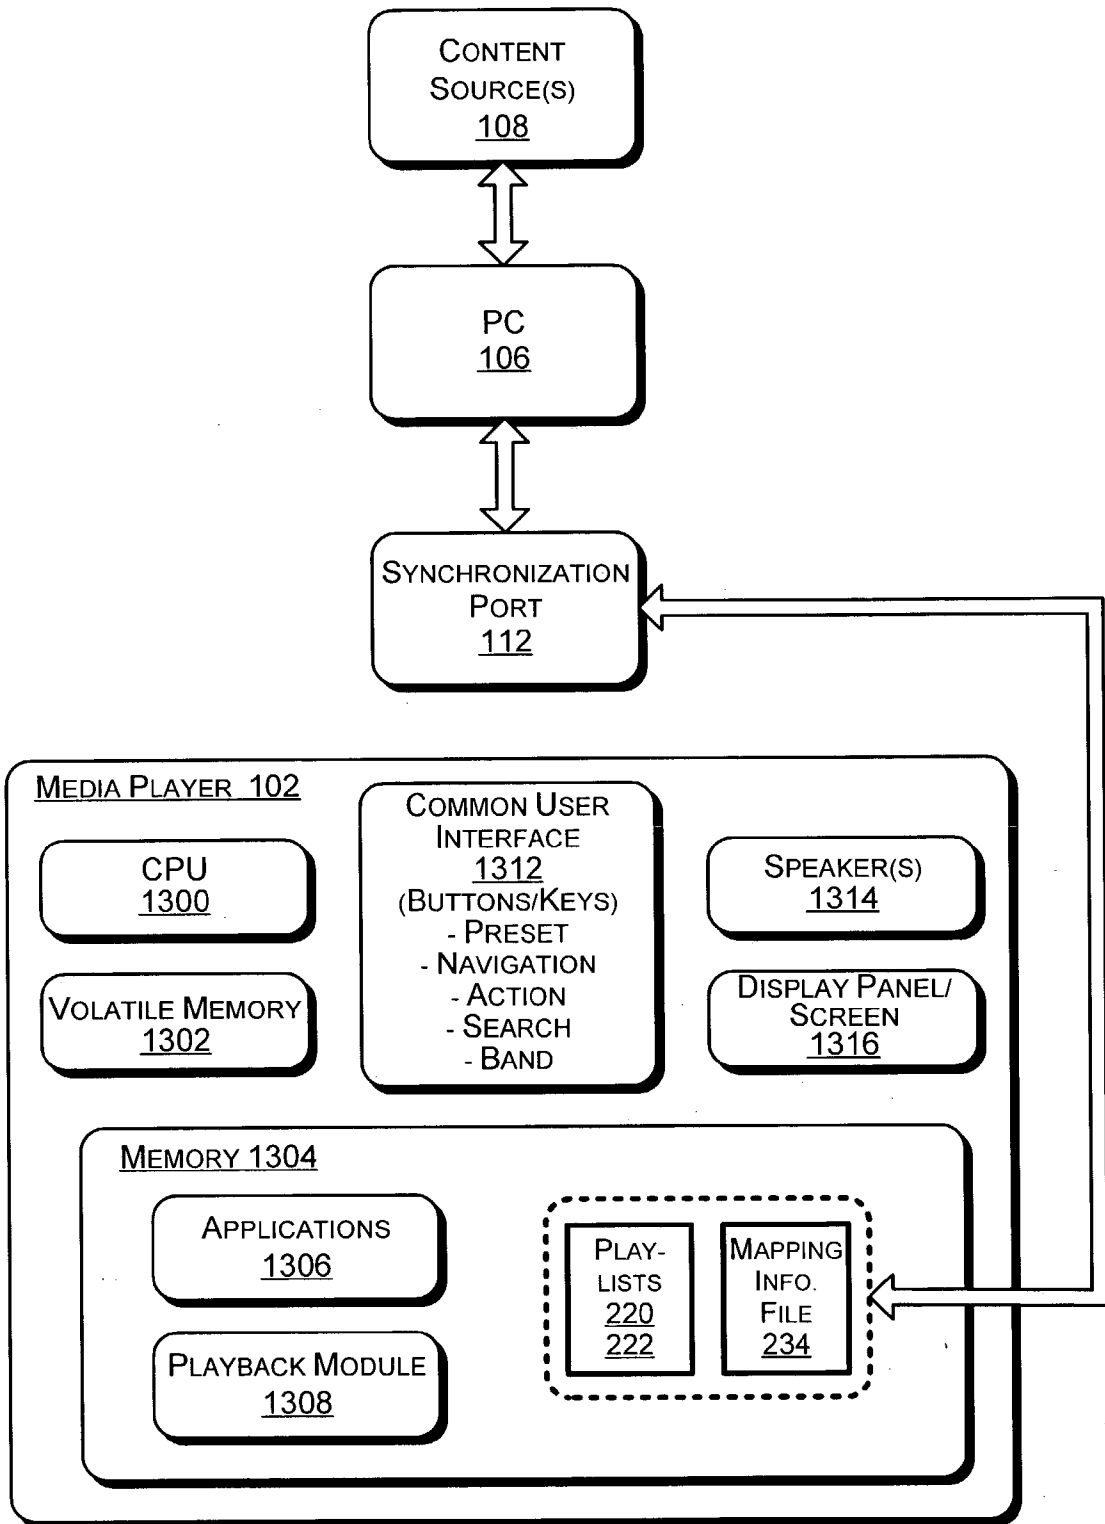 CONTENT
SOURCE(S)
108
PC
106
SYNCHRONIZATION
PORT
112
MEDIA PLAYER 102
CPU
1300
VOLATILE MEMORY
1302
COMMON USER
INTERFACE
1312
(BUTTONS/KEYS)
- PRESET
- NAVIGATION
- ACTION
- SEARCH
- BAND
SPEAKER(S)
1314
DISPLAY PANEL/
SCREEN
1316
MEMORY 1304
APPLICATIONS
1306
PLAYBACK MODULE
1308
PLAY-
LISTS
220
222
MAPPING
INFO.
FILE
234